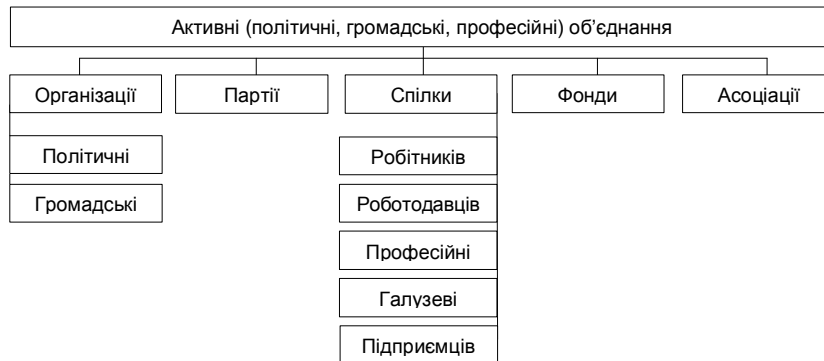 Активні (політичні, громадські, професійні) об’єднання
Організації
Партії
Спілки
Фонди
Асоціації
Політичні
Громадські
Робітників
Роботодавців
Професійні
Галузеві
Підприємців